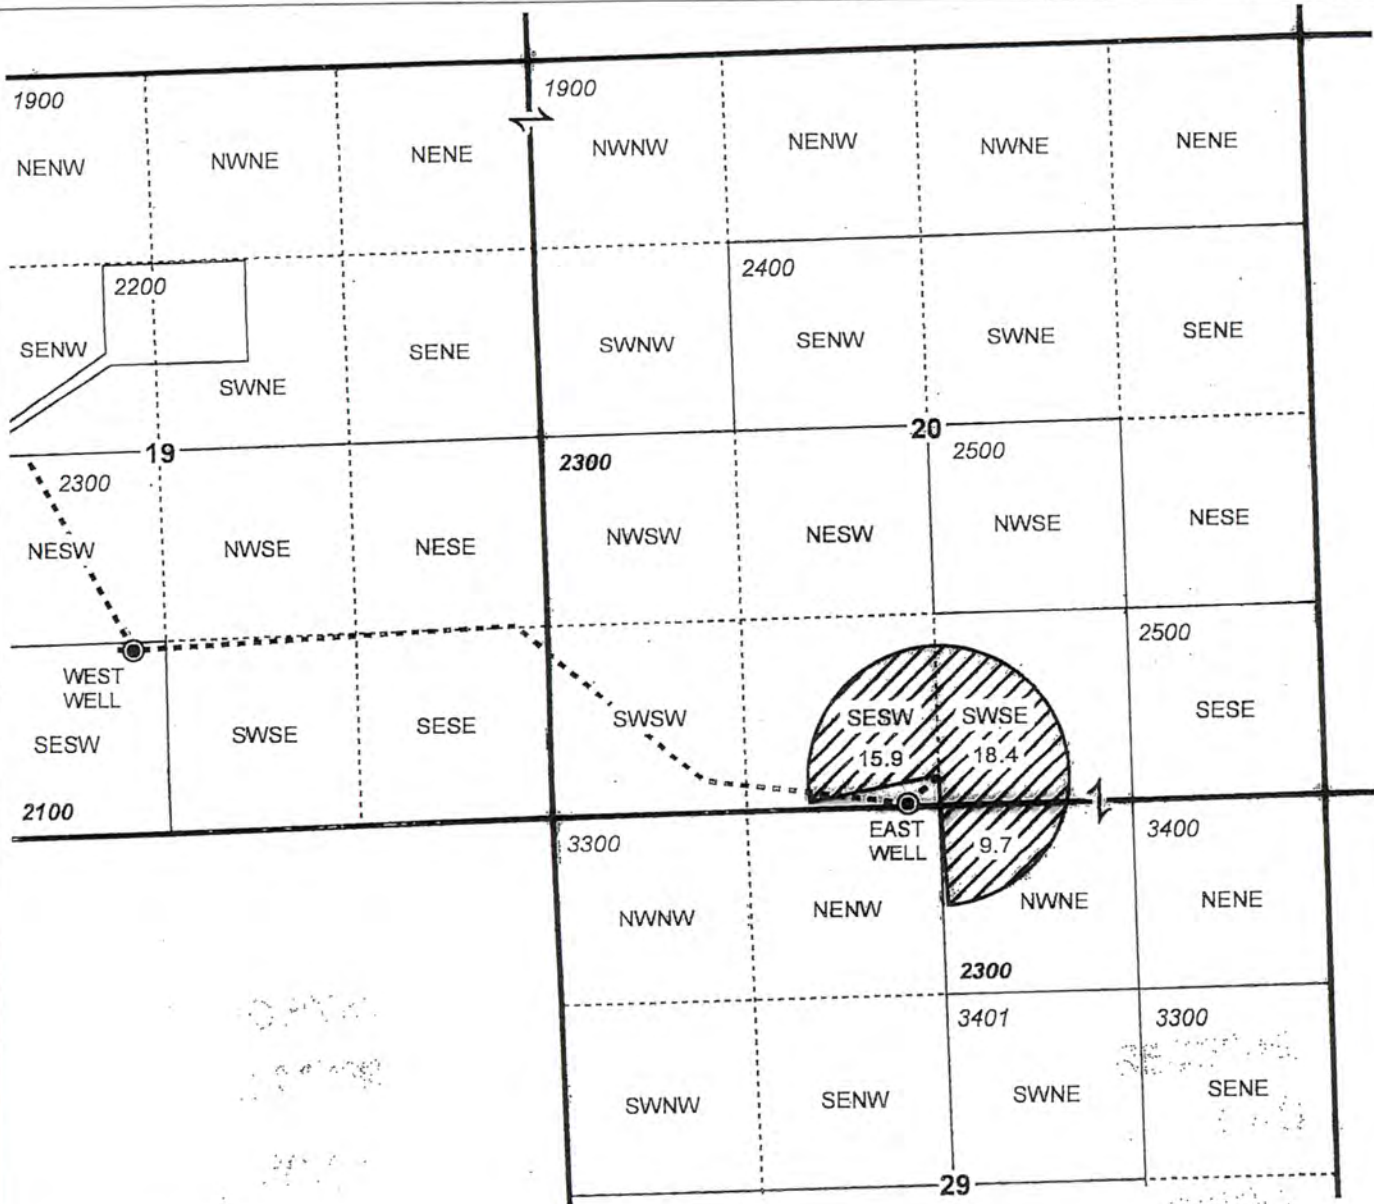 1900
1900
NENW
NWNE
NENE
NWNW
NENW
NWNE
NENE
2200
2400
SENW
SWNE
SENE
SWNW
SENW
SWNE
SENE
19
20
2300
2300
2500
NESW
NWSE
NESE
NWSW
NESW
NWSE
NESE
2500
WEST
WELL
SESW
SWSE
SESE
SWSW
SESW
15.9
SWSE
18.4
SESE
2100
EAST
WELL
9.7
3300
3400
NWNW
NENW
NWNE
NENE
2300
3401
3300
SWNW
SENW
SWNE
SENE
29